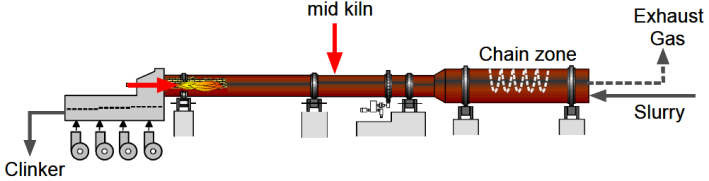 mid kiln
Exhaust
Gas
Chain zone
Slurry
Clinker